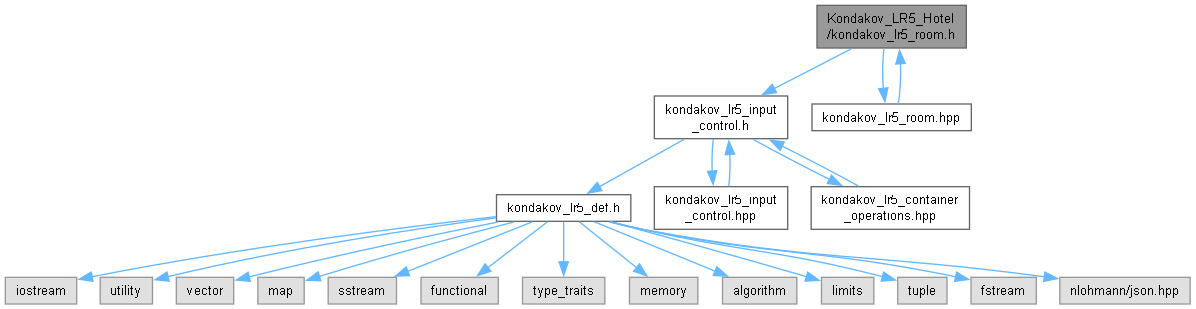 Kondakov_LR5_Hotel
/kondakov_lr5_room.h
kondakov_lr5_input
_control.h
kondakov_lr5_room.hpp
kondakov_lr5_def.h
kondakov_lr5_input
_control.hpp
kondakov_lr5_container
_operations.hpp
iostream
utility
vector
map
sstream
functional
type_traits
memory
algorithm
limits
tuple
fstream
nlohmann/json.hpp